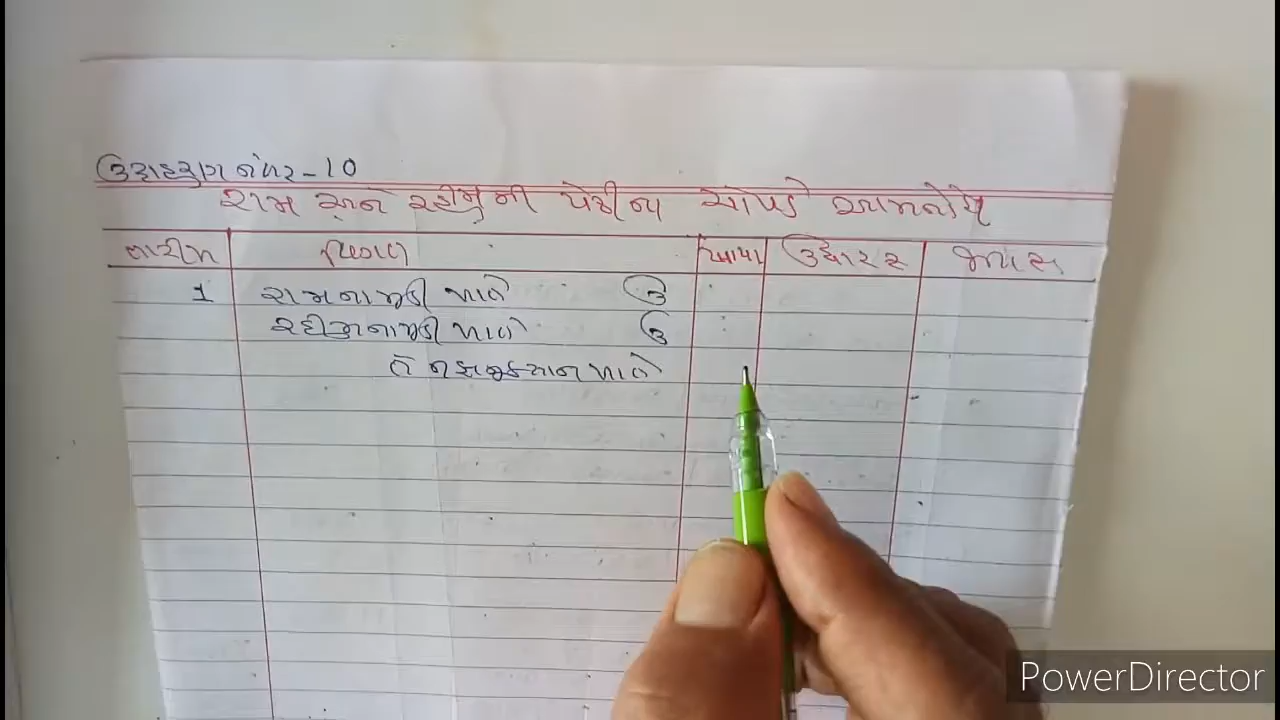 ઉદાહરણ નંબર-10
રામ અને રહીમની પેઢીના ચોપડે આમનોંધ
તારીખ વિગત ખાપા ઉધાર રૂ જમા રૂ
1 રામના મૂડી ખાતે ઉ
રહીમના મૂડી ખાતે ઉ
તે નફાનુકસાન ખાતે
PowerDirector